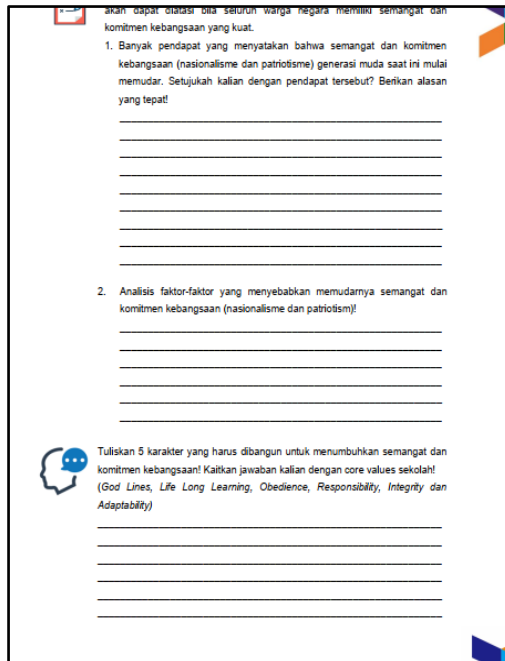 akan dapat diatasi bila seluruh warga negara memiliki semangat dan
komitmen kebangsaan yang kuat.
1. Banyak pendapat yang menyatakan bahwa semangat dan komitmen
kebangsaan (nasionalisme dan patriotisme) generasi muda saat ini mulai
memudar. Setujukah kalian dengan pendapat tersebut? Berikan alasan
yang tepat!
2. Analisis faktor-faktor yang menyebabkan memudarnya semangat dan
komitmen kebangsaan (nasionalisme dan patriotism)!
Tuliskan 5 karakter yang harus dibangun untuk menumbuhkan semangat dan
komitmen kebangsaan! Kaitkan jawaban kalian dengan core values sekolah!
(God Lines, Life Long Learning, Obedience, Responsibility, Integrity dan
Adaptability)